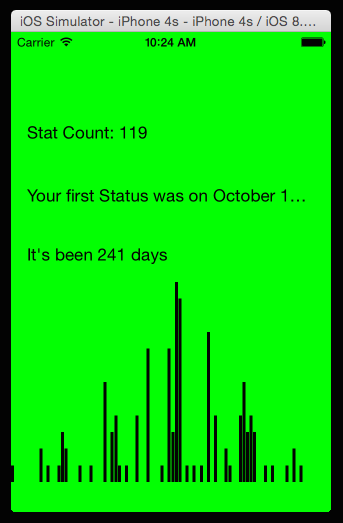 iOS Simulator - iPhone 4s - iPhone 4s / iOS 8....
Carrier 10:24 AM
Stat Count: 119
Your first Status was on October 1...
It's been 241 days